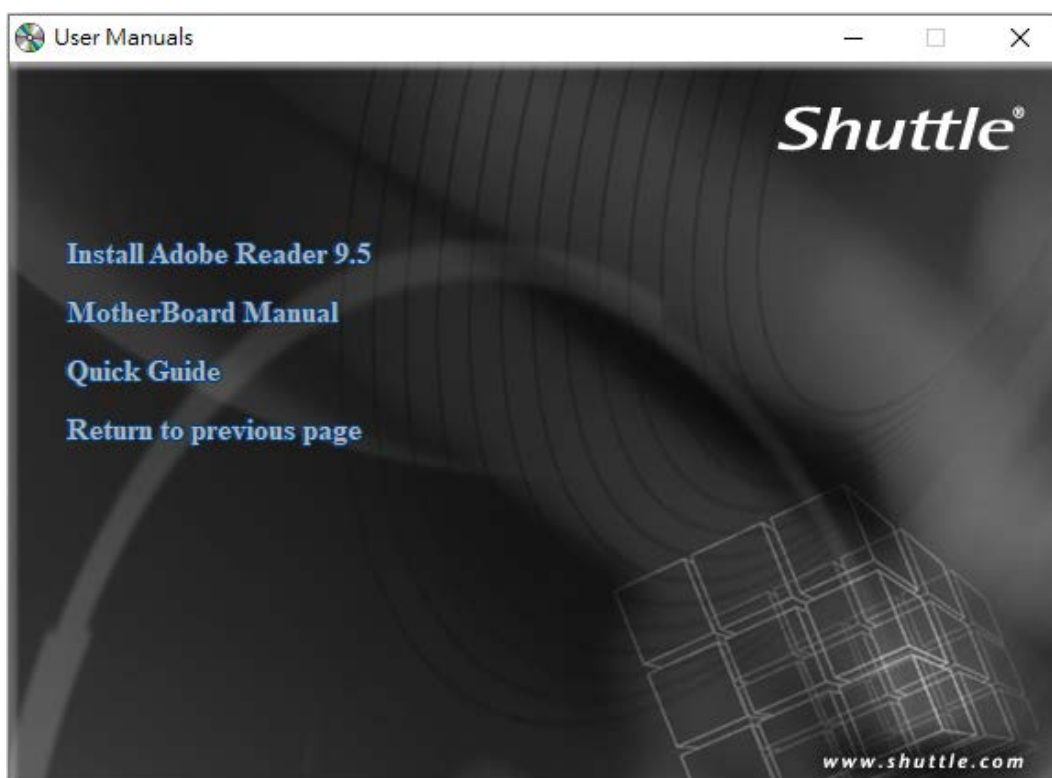 User Manuals
Shuttle®
Install Adobe Reader 9.5
MotherBoard Manual
Quick Guide
Return to previous page
www.shuttle.com